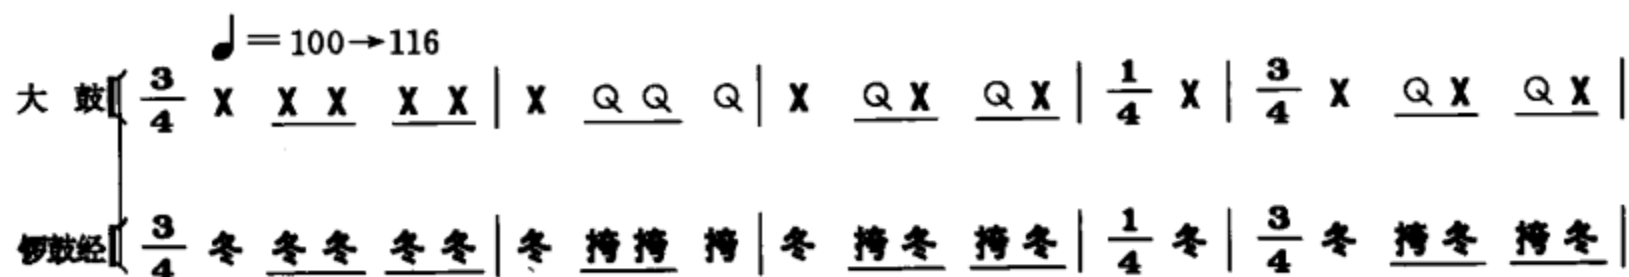 ♩=100→116
大 鼓 3/4 X X X X X | X Q Q Q | X Q X Q X | 1/4 X | 3/4 X Q X Q X |
锣鼓经 3/4 冬 冬 冬 冬 冬 | 冬 挎 挎 挎 | 冬 挎 冬 挎 冬 | 1/4 冬 | 3/4 冬 挎 冬 挎 冬 |